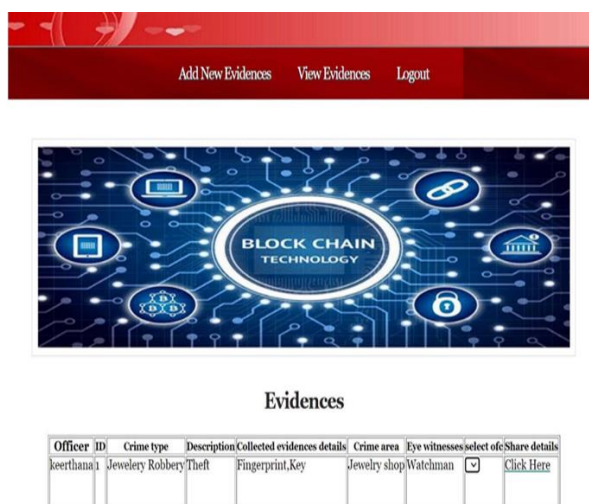 Add New Evidences View Evidences Logout
BLOCK CHAIN
TECHNOLOGY
Evidences
Officer ID Crime type Description Collected evidences details Crime area Eye witnesses select ofc Share details
keerthana 1 Jewelery Robbery Theft Fingerprint,Key Jewelry shop Watchman Click Here